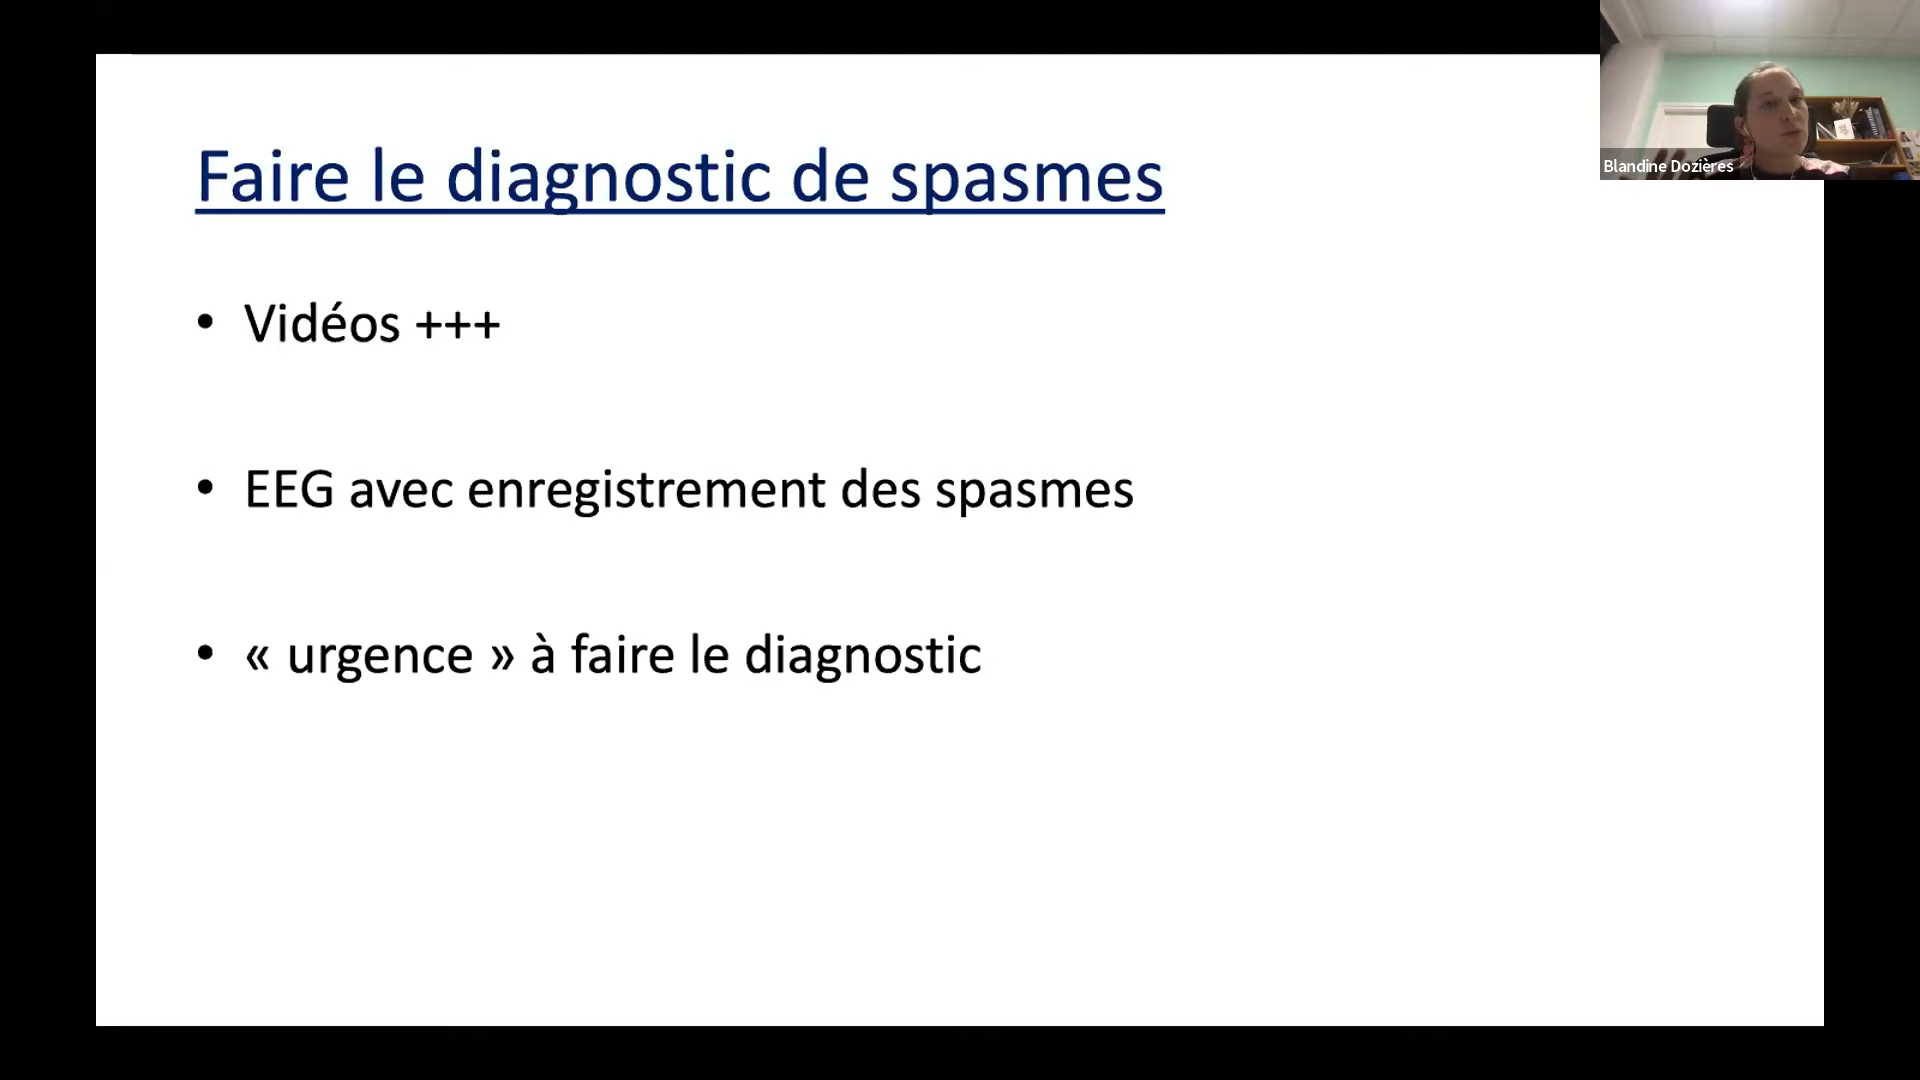 Faire le diagnostic de spasmes
• Vidéos +++
• EEG avec enregistrement des spasmes
• « urgence » à faire le diagnostic
Blandine Dozières